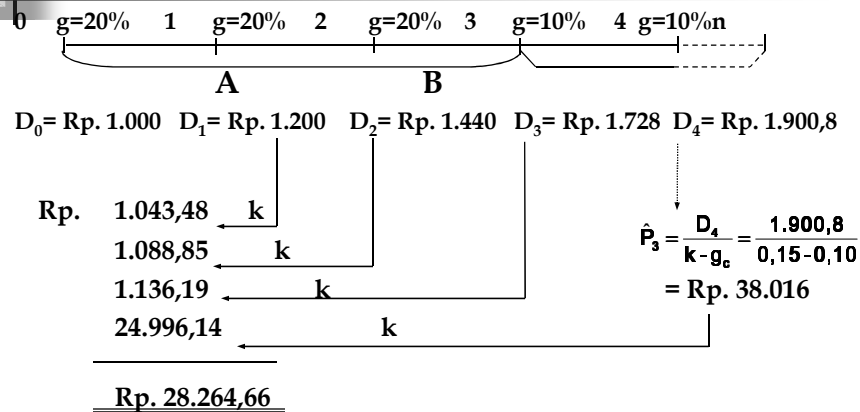 0 g=20% 1 g=20% 2 g=20% 3 g=10% 4 g=10%n
A B
D₀= Rp. 1.000 D₁= Rp. 1.200 D₂= Rp. 1.440 D₃= Rp. 1.728 D₄= Rp. 1.900,8
Rp. 1.043,48 k
1.088,85 k
1.136,19 k
24.996,14 k
Rp. 28.264,66
P̂₃ = D₄ / k - g꜀ = 1.900,8 / 0,15 - 0,10
= Rp. 38.016